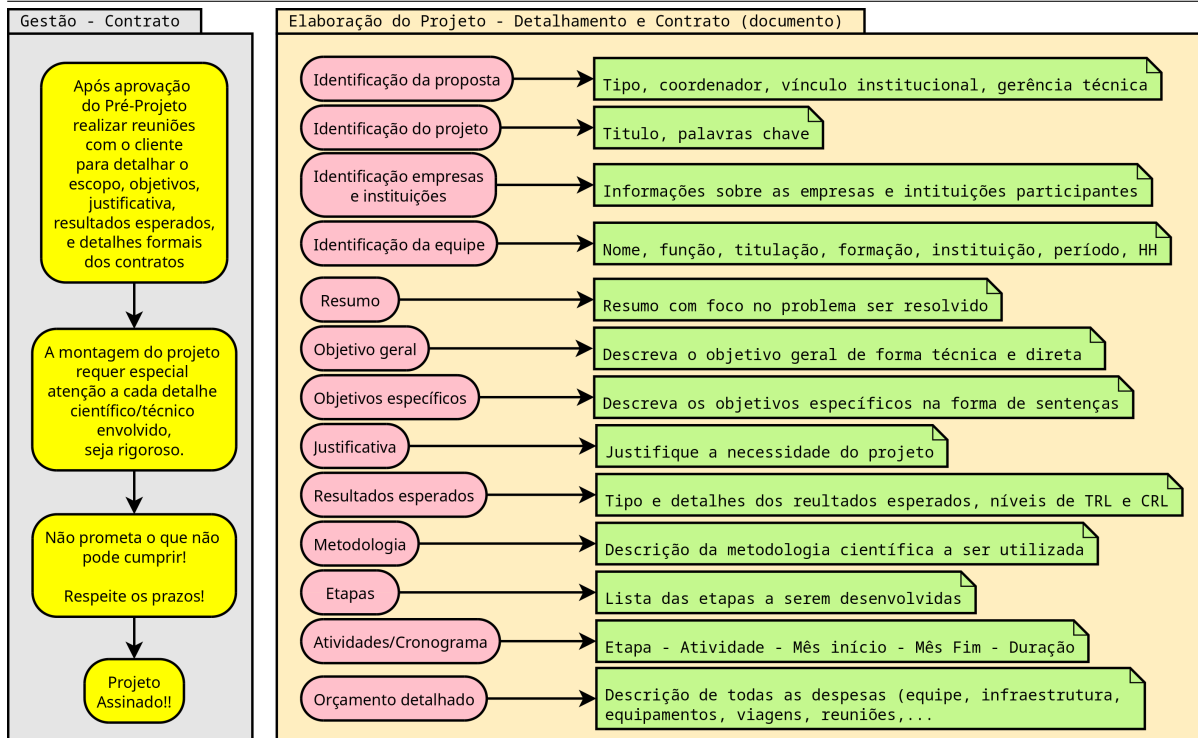 Gestão - Contrato
Após aprovação
do Pré-Projeto
realizar reuniões
com o cliente
para detalhar o
escopo, objetivos,
justificativa,
resultados esperados,
e detalhes formais
dos contratos
A montagem do projeto
requer especial
atenção a cada detalhe
científico/técnico
envolvido,
seja rigoroso.
Não prometa o que não
pode cumprir!
Respeite os prazos!
Projeto
Assinado!!
Elaboração do Projeto - Detalhamento e Contrato (documento)
Identificação da proposta
Tipo, coordenador, vínculo institucional, gerência técnica
Identificação do projeto
Titulo, palavras chave
Identificação empresas
e instituições
Informações sobre as empresas e intituições participantes
Identificação da equipe
Nome, função, titulação, formação, instituição, período, HH
Resumo
Resumo com foco no problema ser resolvido
Objetivo geral
Descreva o objetivo geral de forma técnica e direta
Objetivos específicos
Descreva os objetivos específicos na forma de sentenças
Justificativa
Justifique a necessidade do projeto
Resultados esperados
Tipo e detalhes dos reultados esperados, níveis de TRL e CRL
Metodologia
Descrição da metodologia científica a ser utilizada
Etapas
Lista das etapas a serem desenvolvidas
Atividades/Cronograma
Etapa - Atividade - Mês início - Mês Fim - Duração
Orçamento detalhado
Descrição de todas as despesas (equipe, infraestrutura,
equipamentos, viagens, reuniões,...